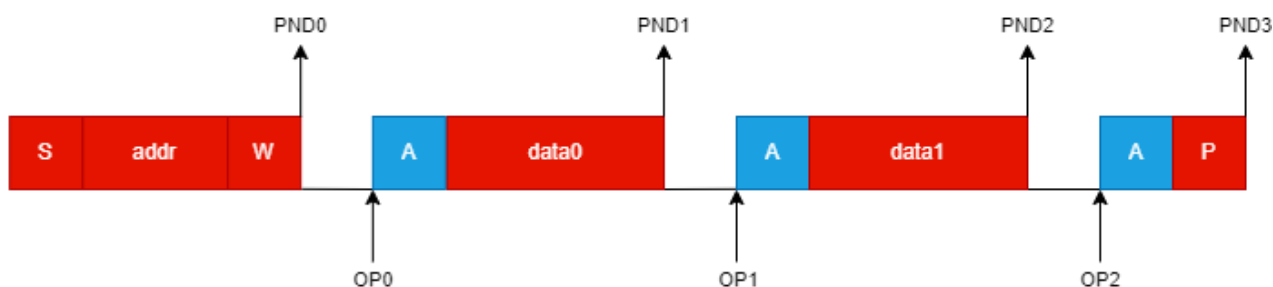 PND0 PND1 PND2 PND3
S addr W A data0 A data1 A P
OP0 OP1 OP2